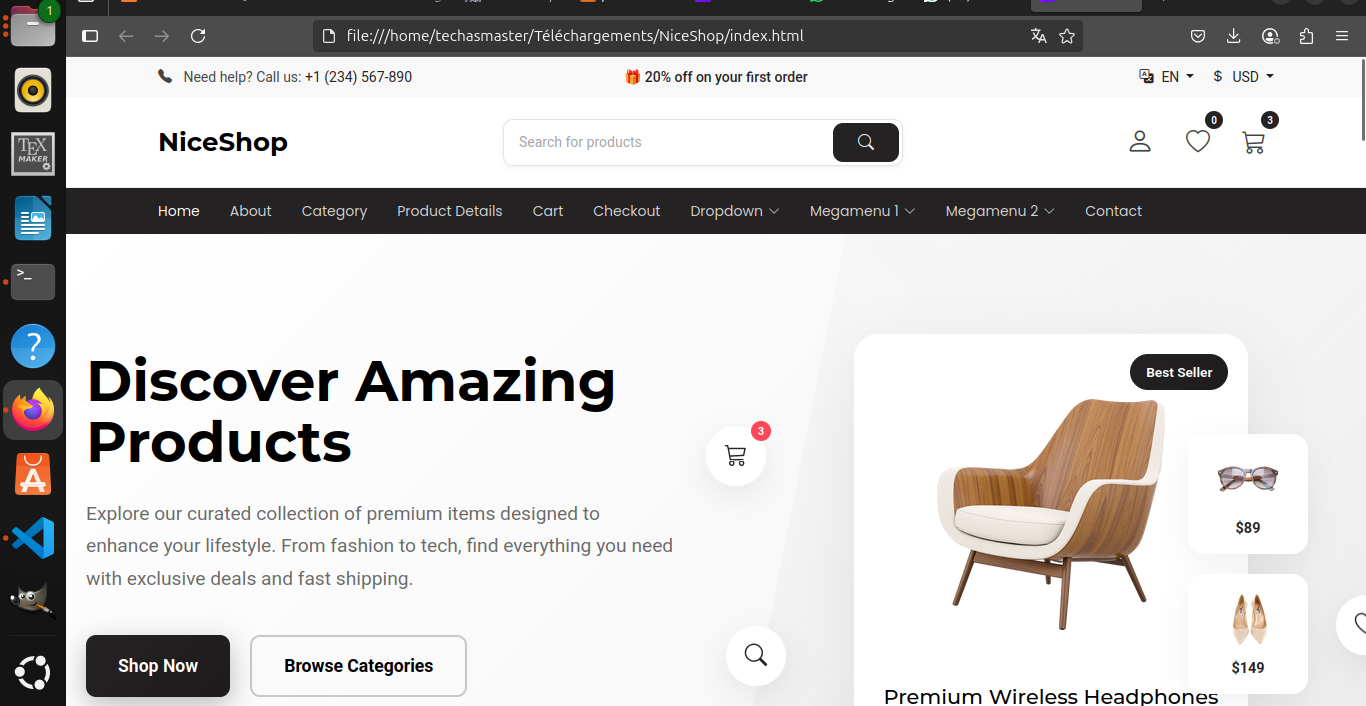 1
file:///home/techasmaster/Téléchargements/NiceShop/index.html
Need help? Call us: +1 (234) 567-890
🎁 20% off on your first order
EN
$ USD
NiceShop
Search for products
0
3
TEX
MAKER
Home About Category Product Details Cart Checkout Dropdown Megamenu 1 Megamenu 2 Contact
>_
?
Discover Amazing
Products
3
Best Seller
Explore our curated collection of premium items designed to
enhance your lifestyle. From fashion to tech, find everything you need
with exclusive deals and fast shipping.
$89
Shop Now
Browse Categories
$149
Premium Wireless Headphones